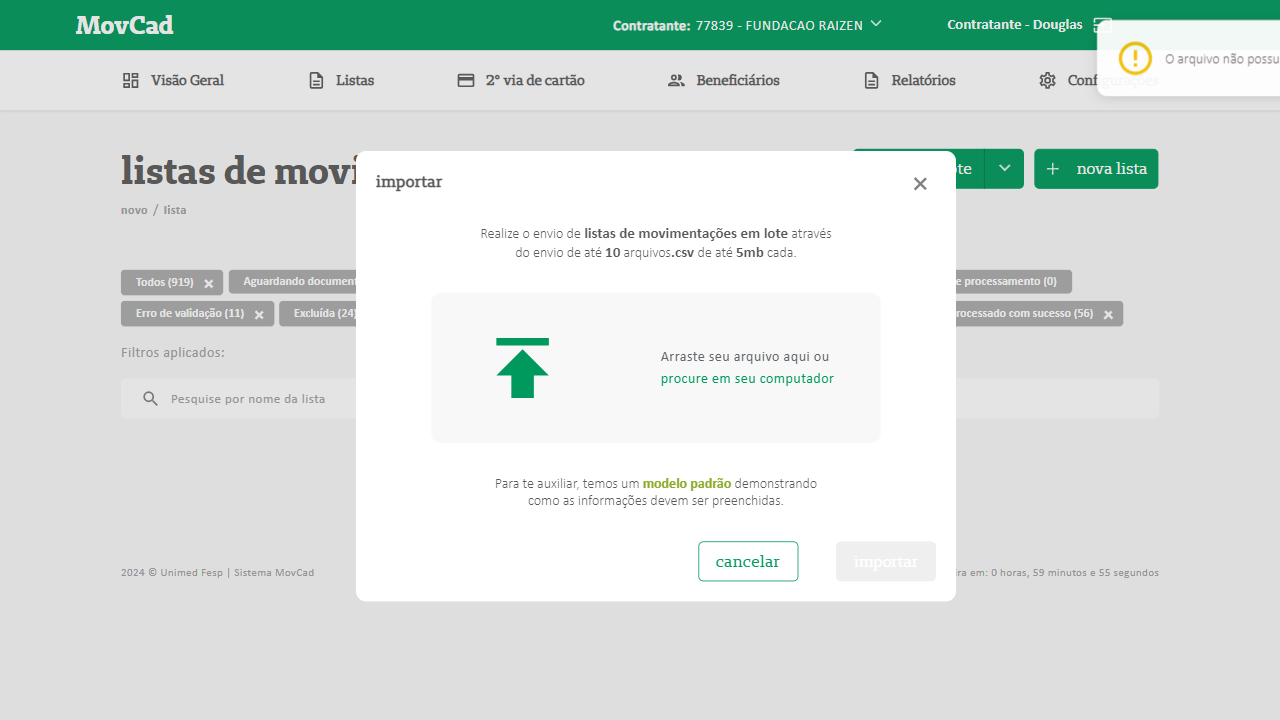 MovCad
Contratante: 77839 - FUNDACAO RAIZEN
Contratante - Douglas
O arquivo não possu
Visão Geral
Listas
2° via de cartão
Beneficiários
Relatórios
Configurações
listas de movi
nova lista
novo / lista
importar
Realize o envio de listas de movimentações em lote através
do envio de até 10 arquivos.csv de até 5mb cada.
Todos (919)
Aguardando document
e processamento (0)
Erro de validação (11)
Excluída (24)
rocessado com sucesso (56)
Filtros aplicados:
Pesquise por nome da lista
Arraste seu arquivo aqui ou
procure em seu computador
Para te auxiliar, temos um modelo padrão demonstrando
como as informações devem ser preenchidas.
cancelar
importar
2024 © Unimed Fesp | Sistema MovCad
ra em: 0 horas, 59 minutos e 55 segundos